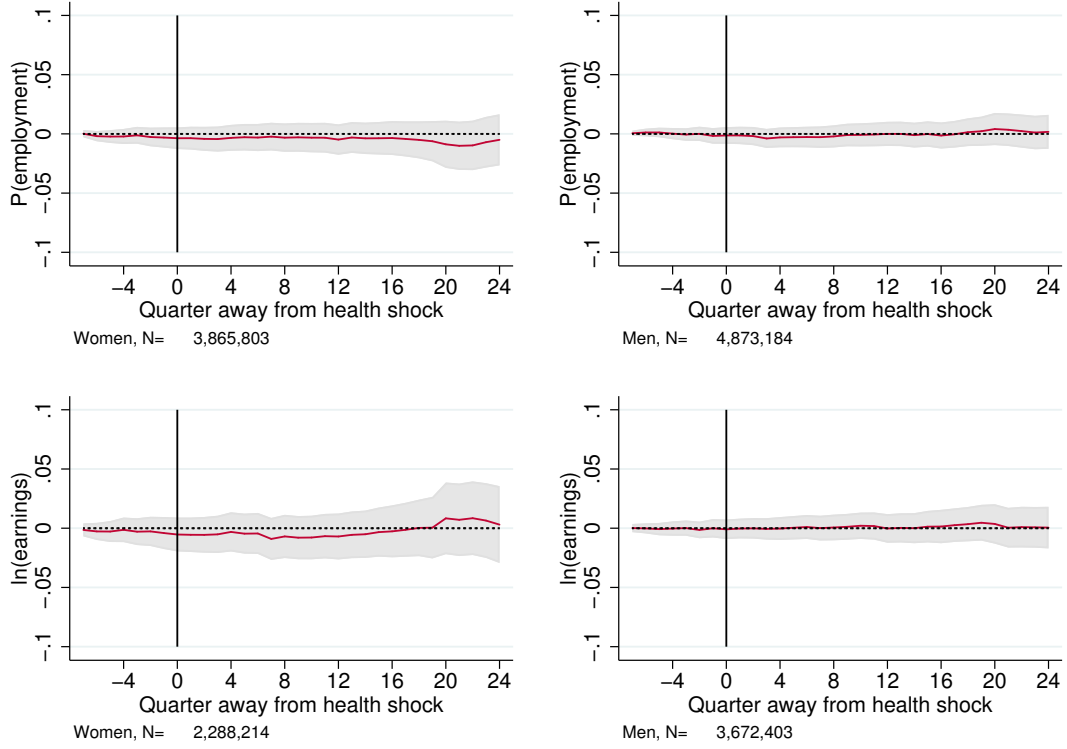 P(employment)
.1
.05
0
−.05
−.1
−4 0 4 8 12 16 20 24
Quarter away from health shock
Women, N= 3,865,803
P(employment)
.1
.05
0
−.05
−.1
−4 0 4 8 12 16 20 24
Quarter away from health shock
Men, N= 4,873,184
ln(earnings)
.1
.05
0
−.05
−.1
−4 0 4 8 12 16 20 24
Quarter away from health shock
Women, N= 2,288,214
ln(earnings)
.1
.05
0
−.05
−.1
−4 0 4 8 12 16 20 24
Quarter away from health shock
Men, N= 3,672,403